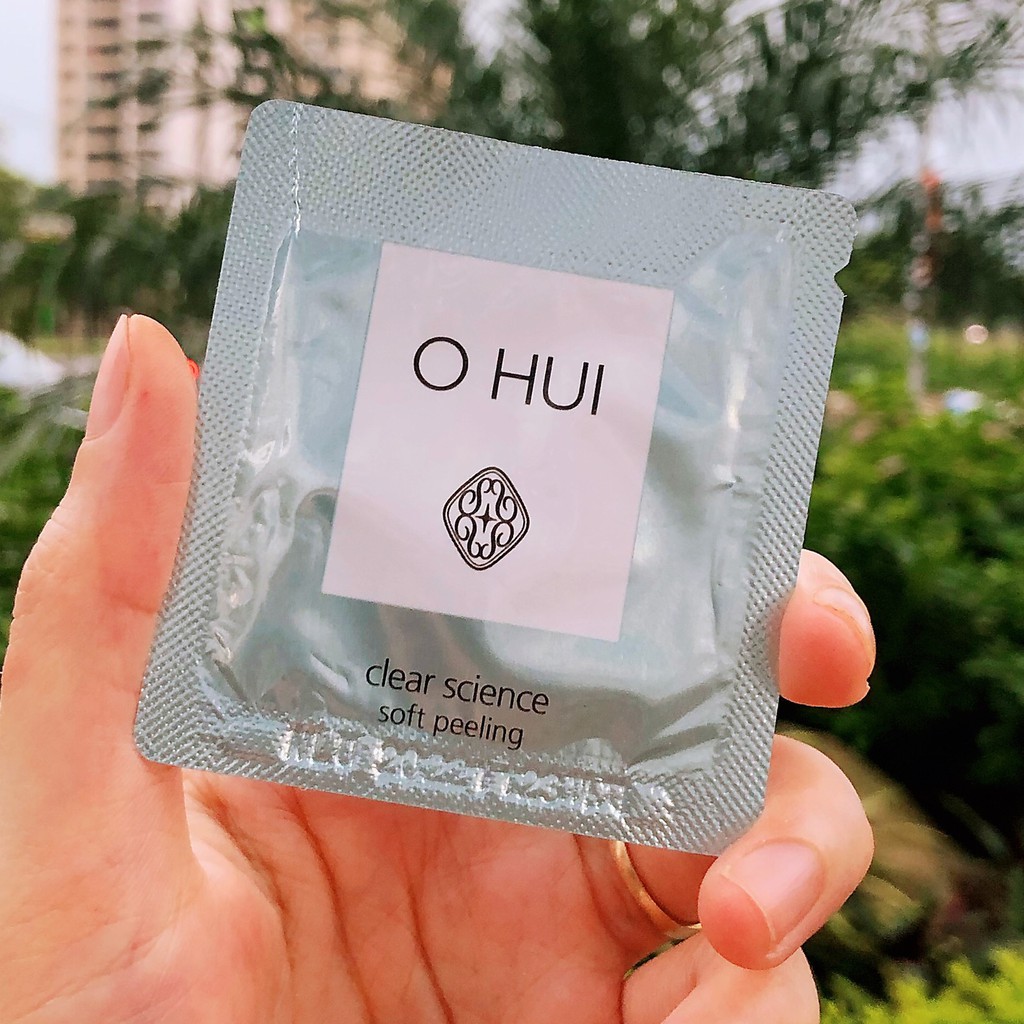 O HUI
clear science
soft peeling